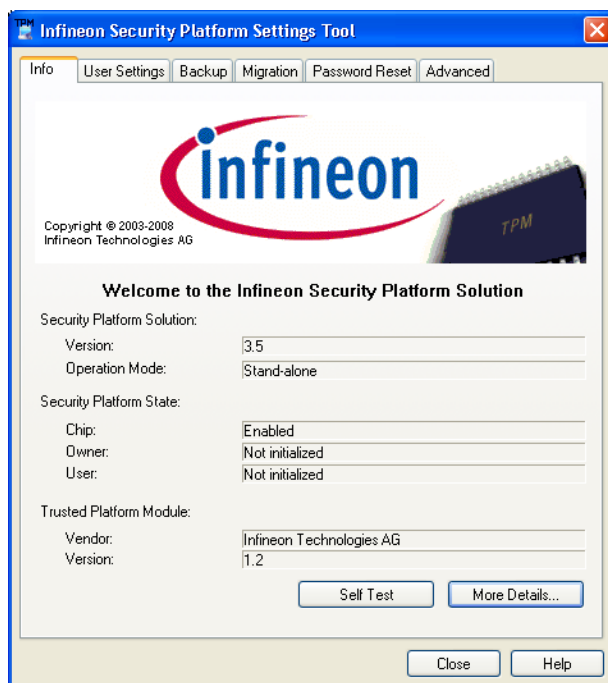 TPM
Infineon Security Platform Settings Tool
Info User Settings Backup Migration Password Reset Advanced
infineon
TPM
Copyright © 2003-2008
Infineon Technologies AG
Welcome to the Infineon Security Platform Solution
Security Platform Solution:
Version: 3.5
Operation Mode: Stand-alone
Security Platform State:
Chip: Enabled
Owner: Not initialized
User: Not initialized
Trusted Platform Module:
Vendor: Infineon Technologies AG
Version: 1.2
Self Test More Details...
Close Help